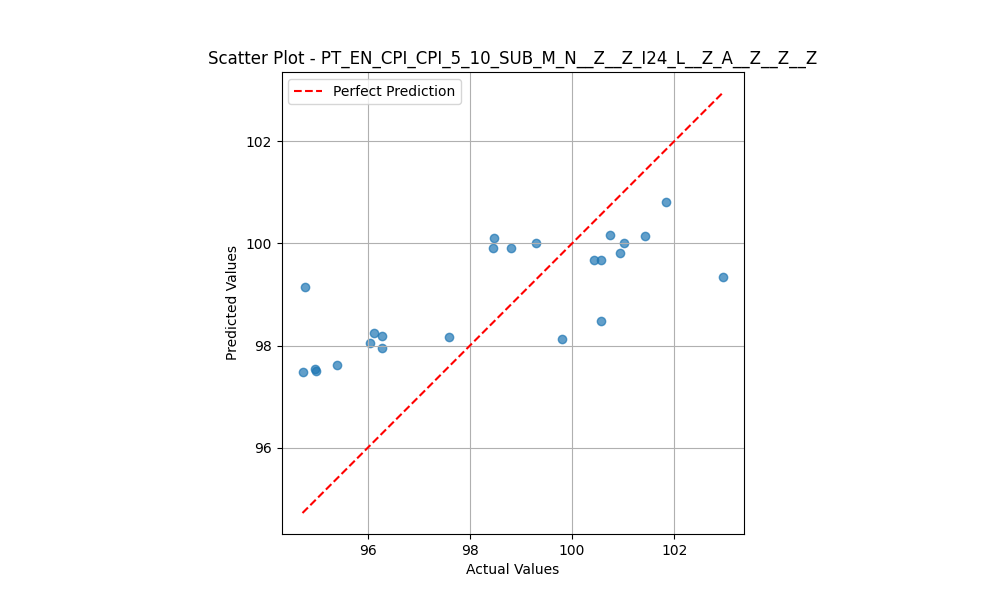 Scatter Plot - PT_EN_CPI_CPI_5_10_SUB_M_N__Z__Z_I24_L__Z_A__Z__Z__Z
Perfect Prediction
102
100
98
96
Predicted Values
96 98 100 102
Actual Values